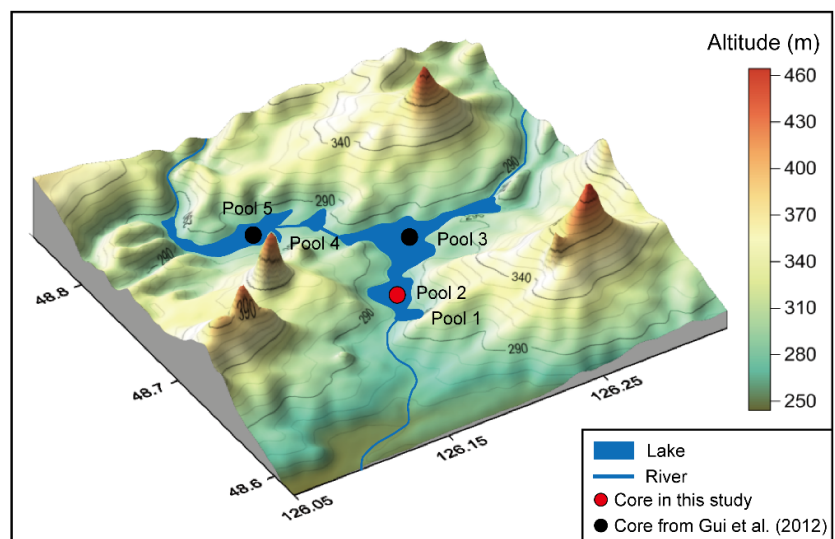 Altitude (m)
460
430
400
370
340
310
280
250
340
290
290
Pool 5
Pool 4
Pool 3
290
340
48.8
390
Pool 2
Pool 1
290
290
48.7
126.25
126.15
48.6
126.05
Lake
River
Core in this study
Core from Gui et al. (2012)